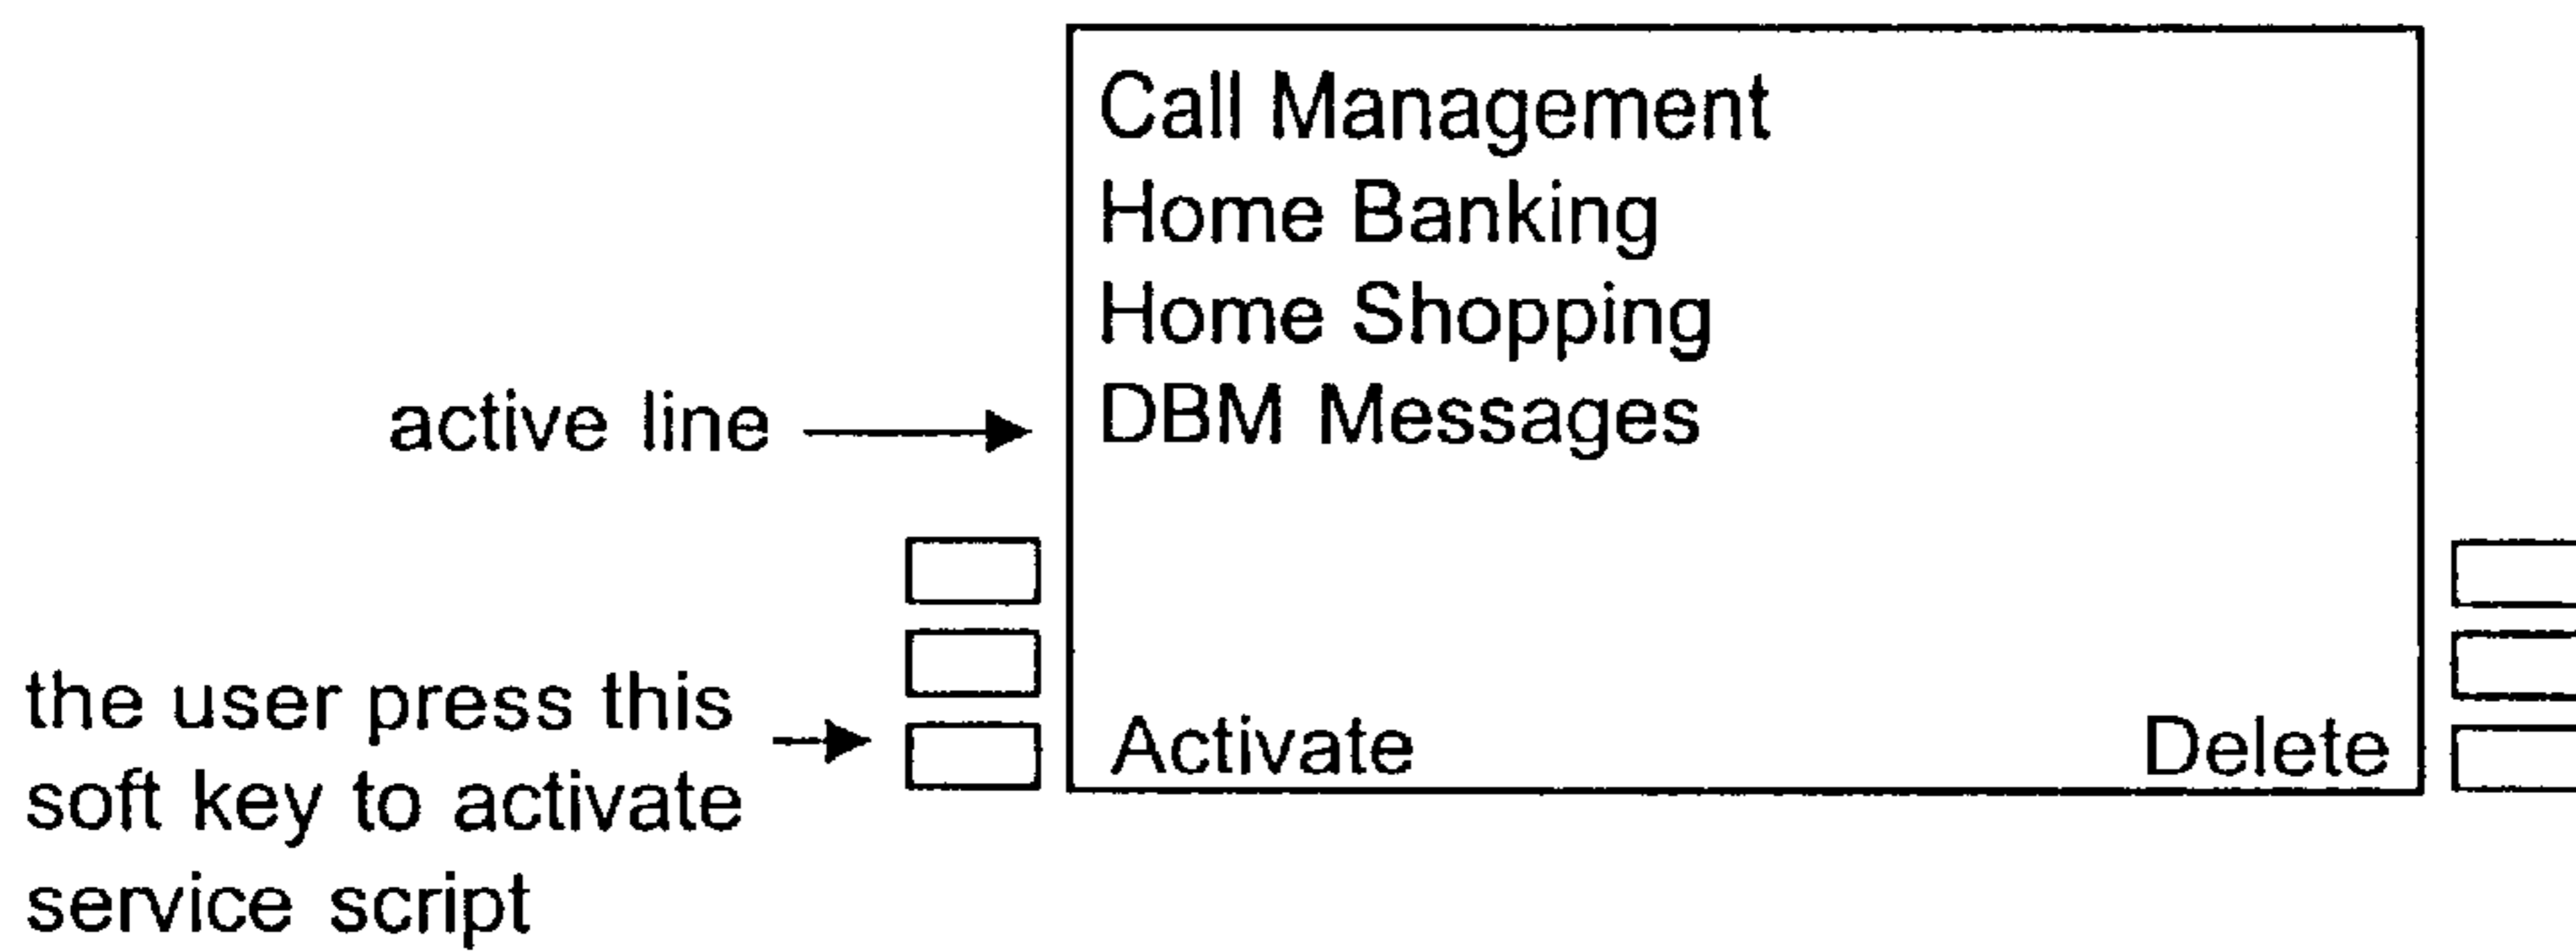 Call Management
Home Banking
Home Shopping
active line
DBM Messages
the user press this
soft key to activate
service script
Activate
Delete